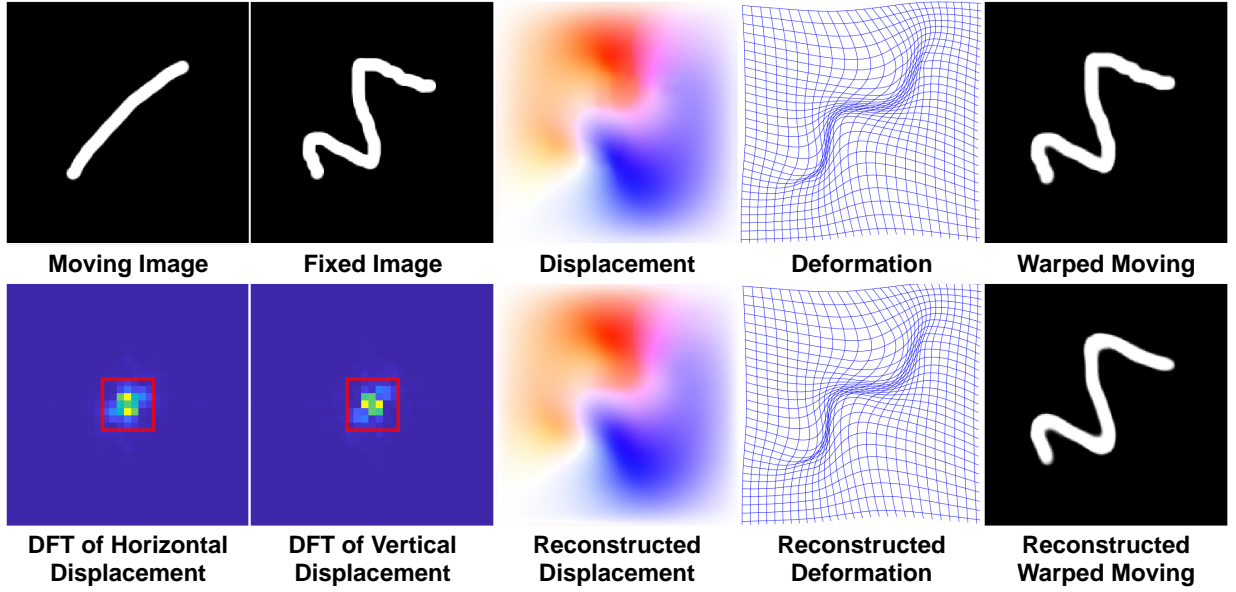 Moving Image
Fixed Image
Displacement
Deformation
Warped Moving
DFT of Horizontal
Displacement
DFT of Vertical
Displacement
Reconstructed
Displacement
Reconstructed
Deformation
Reconstructed
Warped Moving